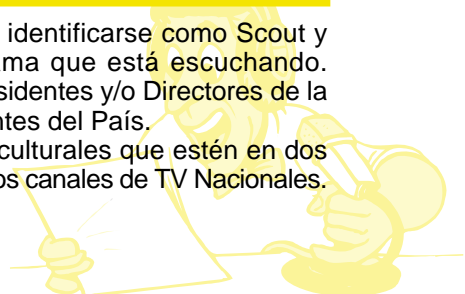 identificarse como Scout y
ama que está escuchando.
sidentes y/o Directores de la
ntes del País.
culturales que estén en dos
os canales de TV Nacionales.